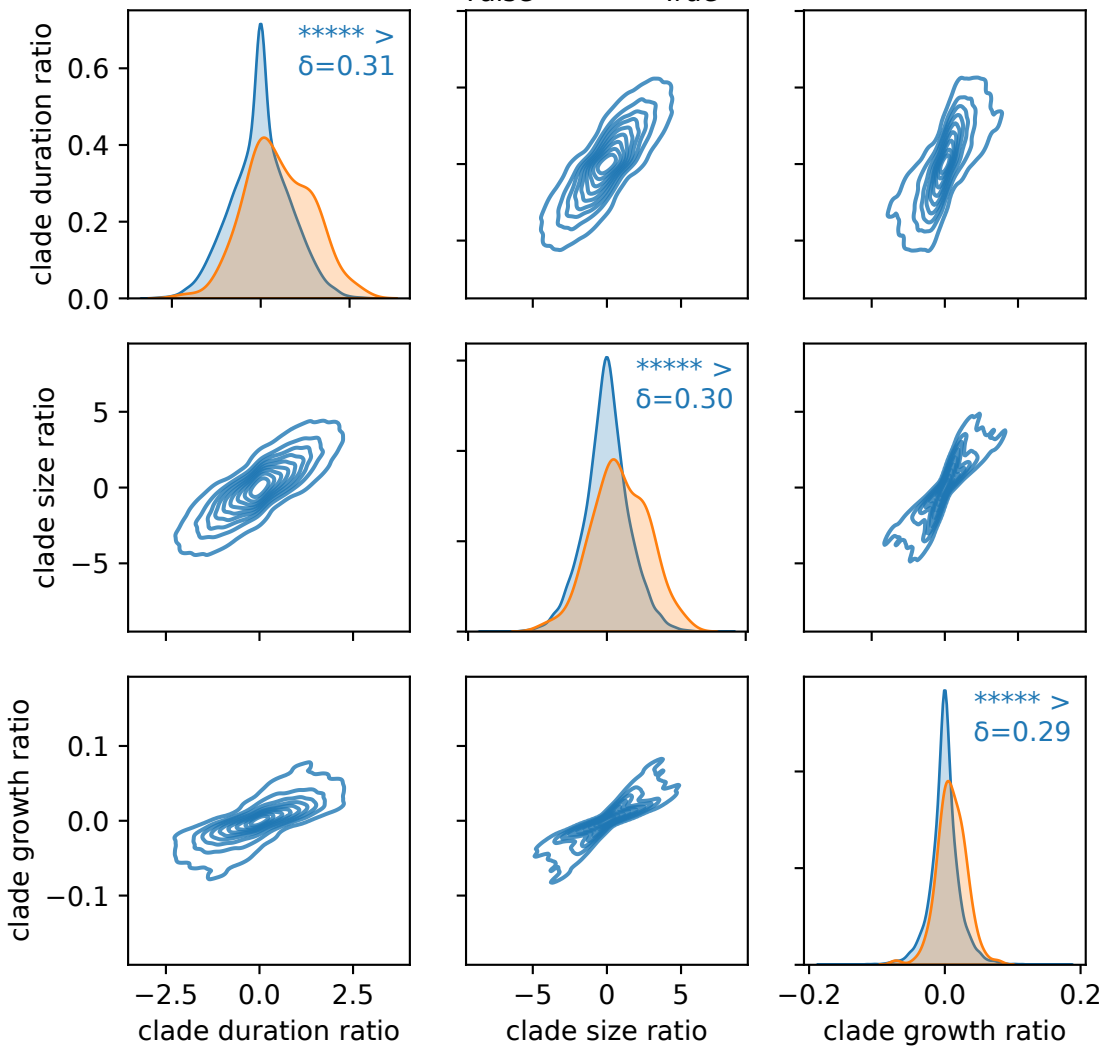 clade duration ratio
0.6
0.4
0.2
0.0
***** >
δ=0.31
clade size ratio
5
0
−5
***** >
δ=0.30
clade growth ratio
0.1
0.0
−0.1
***** >
δ=0.29
−2.5 0.0 2.5
clade duration ratio
−5 0 5
clade size ratio
−0.2 0.0 0.2
clade growth ratio